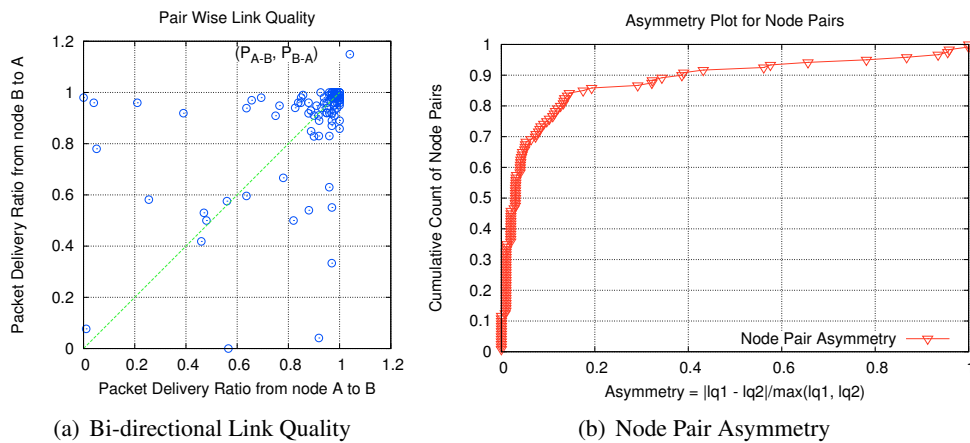 Pair Wise Link Quality
1.2
1
0.8
0.6
0.4
0.2
0
(P_A-B, P_B-A)
0 0.2 0.4 0.6 0.8 1 1.2
Packet Delivery Ratio from node B to A
Packet Delivery Ratio from node A to B
(a) Bi-directional Link Quality
Asymmetry Plot for Node Pairs
1
0.9
0.8
0.7
0.6
0.5
0.4
0.3
0.2
0.1
0
Node Pair Asymmetry
0 0.2 0.4 0.6 0.8 1
Cumulative Count of Node Pairs
Asymmetry = |lq1 - lq2|/max(lq1, lq2)
(b) Node Pair Asymmetry